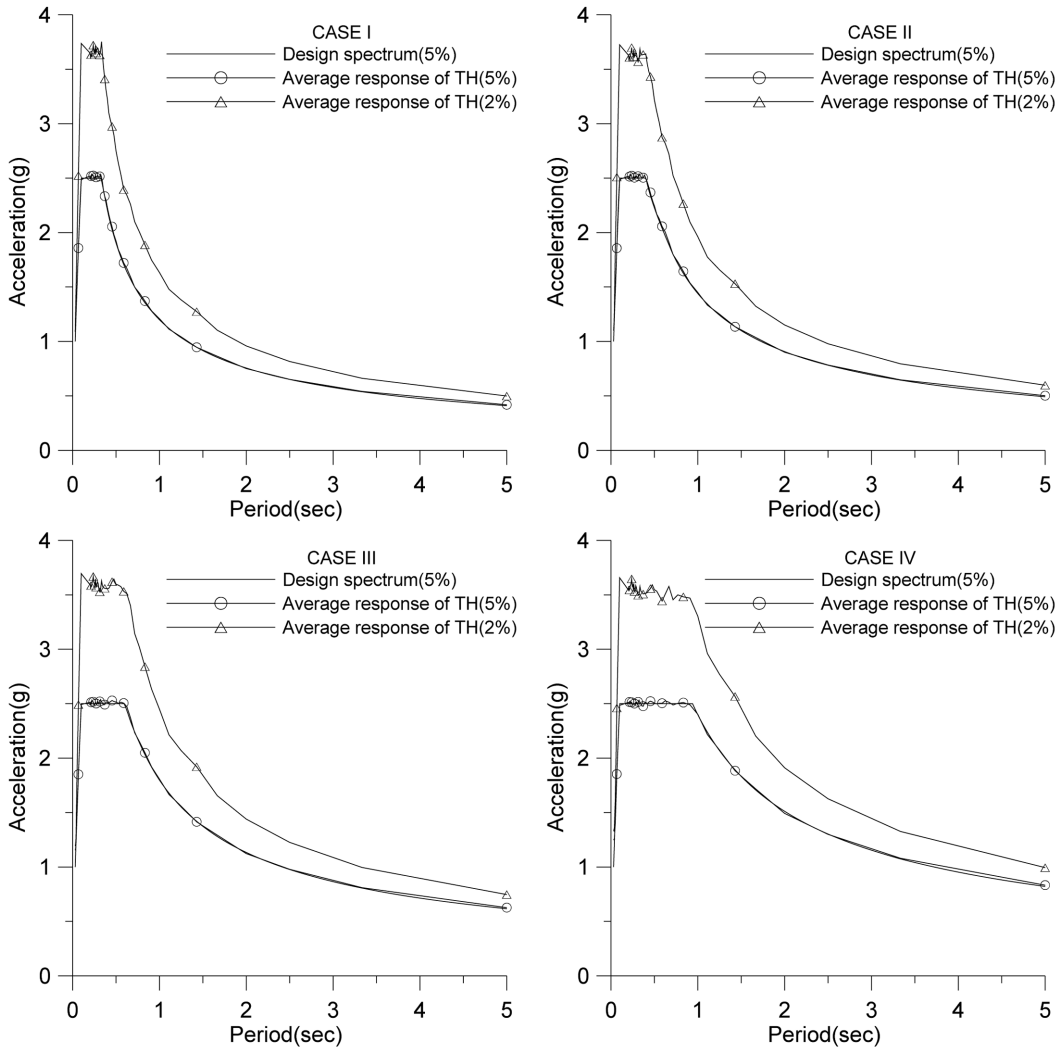 CASE I
Design spectrum(5%)
Average response of TH(5%)
Average response of TH(2%)
4
3
2
1
0
Acceleration(g)
0 1 2 3 4 5
Period(sec)
CASE II
Design spectrum(5%)
Average response of TH(5%)
Average response of TH(2%)
4
3
2
1
0
Acceleration(g)
0 1 2 3 4 5
Period(sec)
CASE III
Design spectrum(5%)
Average response of TH(5%)
Average response of TH(2%)
4
3
2
1
0
Acceleration(g)
0 1 2 3 4 5
Period(sec)
CASE IV
Design spectrum(5%)
Average response of TH(5%)
Average response of TH(2%)
4
3
2
1
0
Acceleration(g)
0 1 2 3 4 5
Period(sec)